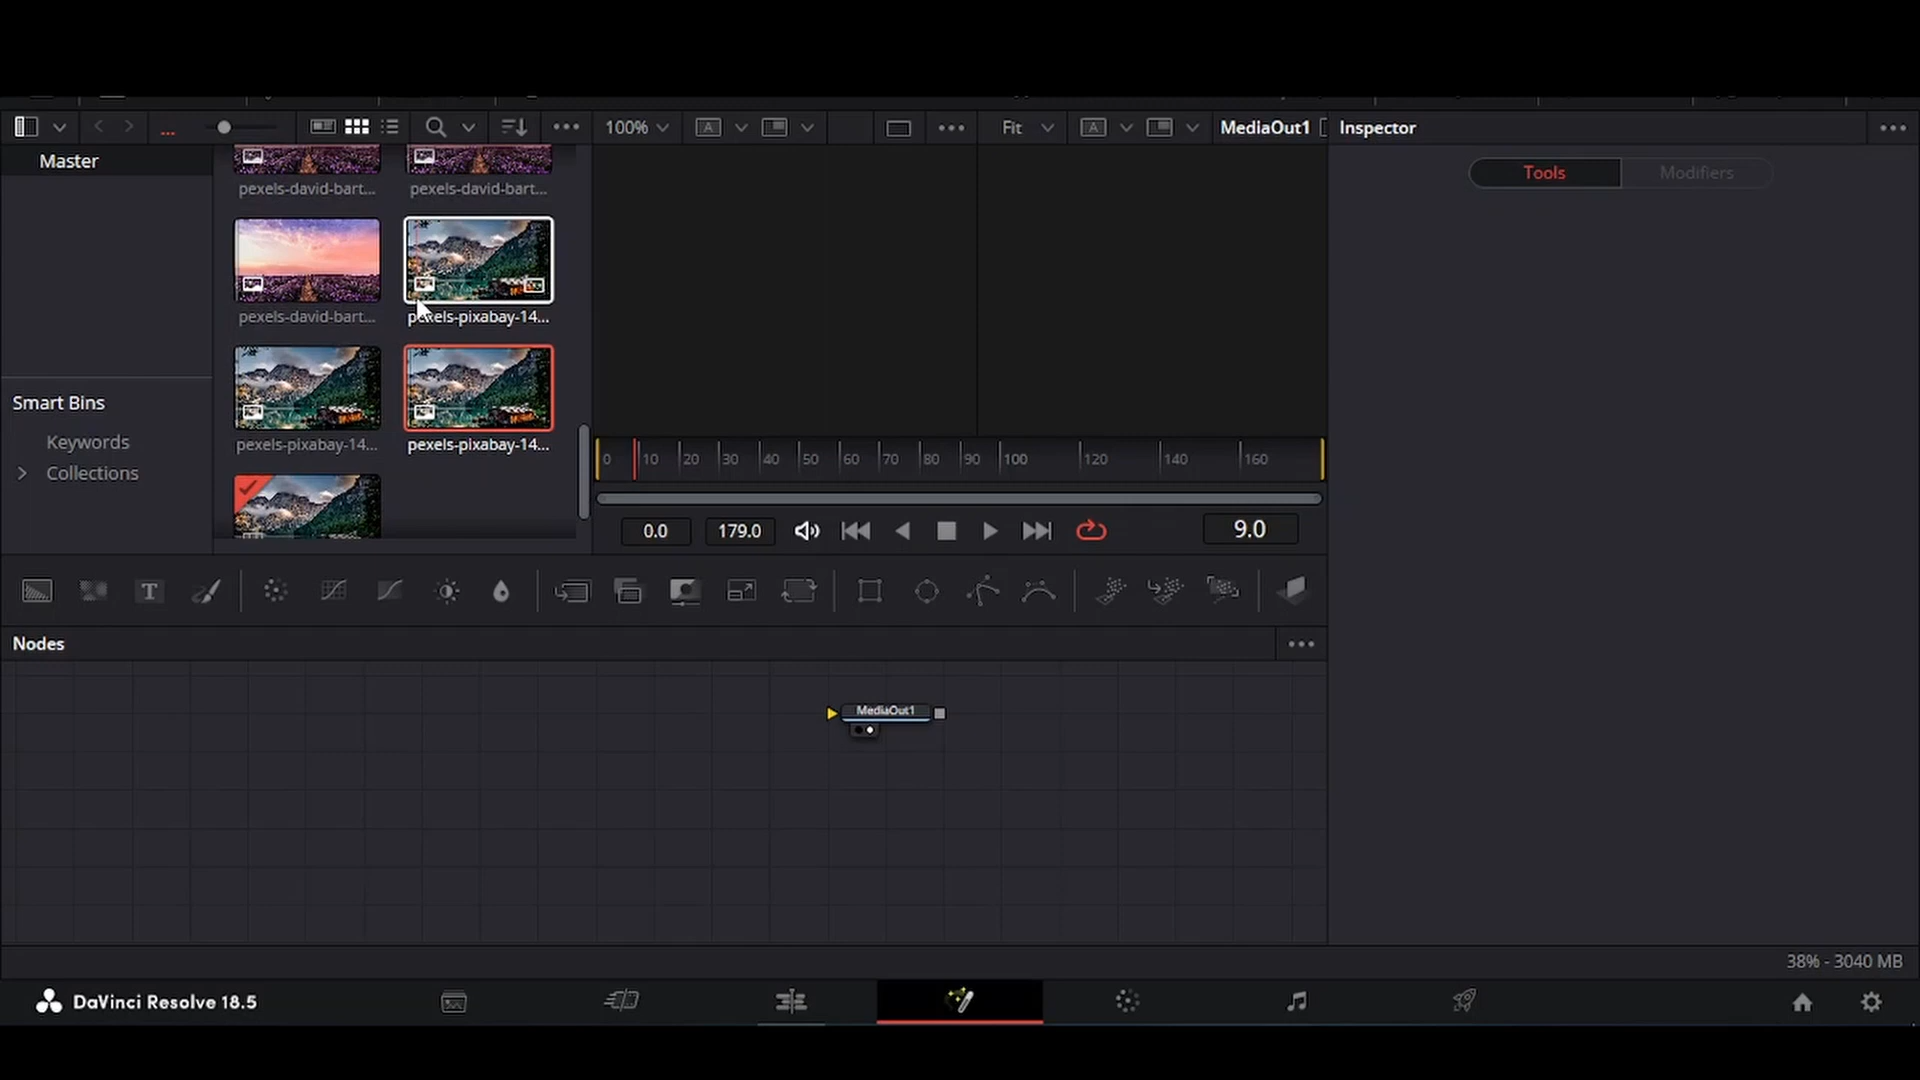 100%
A
Fit
A
MediaOut1
Inspector
Master
Tools
Modifiers
pexels-david-bart...
pexels-david-bart...
pexels-david-bart...
pexels-pixabay-14...
Smart Bins
Keywords
Collections
pexels-pixabay-14...
pexels-pixabay-14...
0 10 20 30 40 50 60 70 80 90 100 120 140 160
0.0
179.0
9.0
T
Nodes
MediaOut1
38% - 3040 MB
DaVinci Resolve 18.5